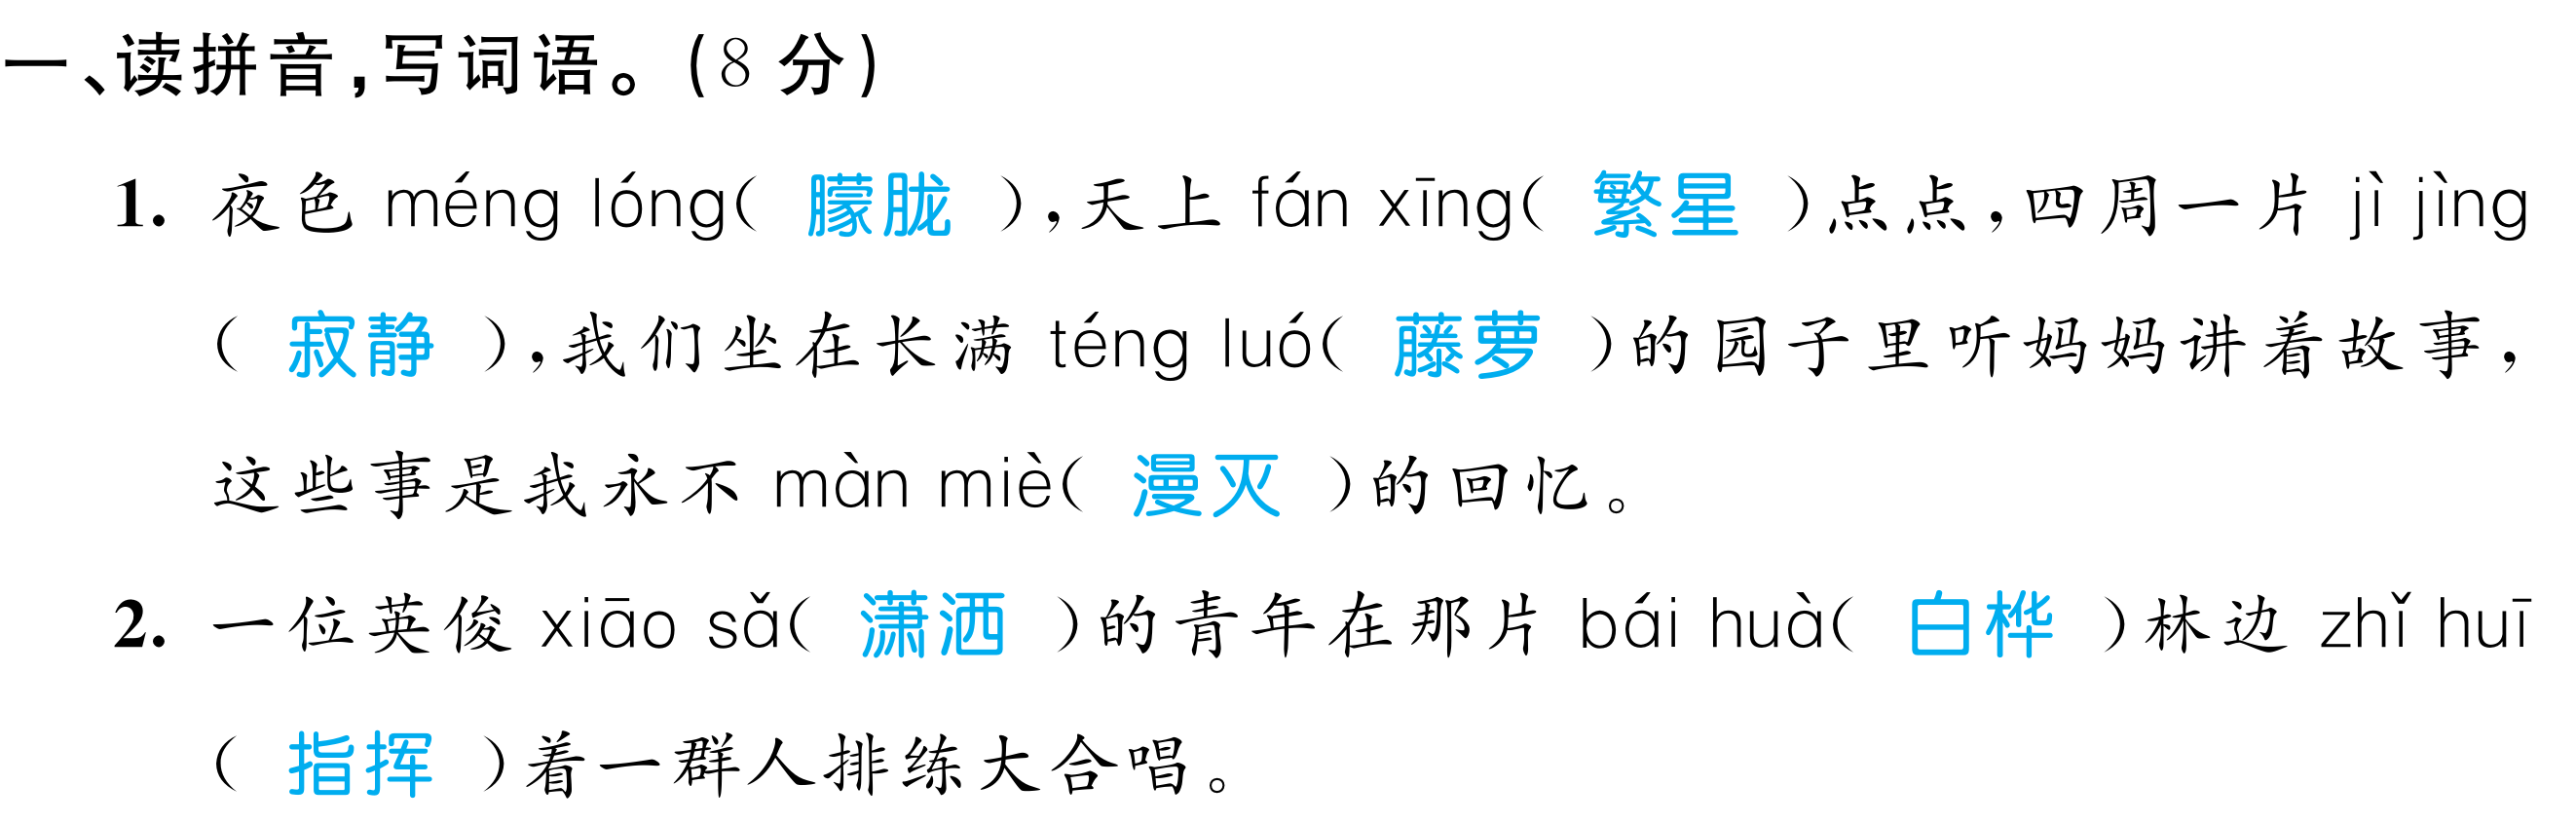 一、读拼音,写词语。(8 分)
1. 夜色 méng lóng( 朦胧 ),天上 fán xīng( 繁星 )点点,四周一片 jì jìng
( 寂静 ),我们坐在长满 téng luó( 藤萝 )的园子里听妈妈讲着故事,
这些事是我永不 màn miè( 漫灭 )的回忆。
2. 一位英俊 xiāo sǎ( 潇洒 )的青年在那片 bái huà( 白桦 )林边 zhǐ huī
( 指挥 )着一群人排练大合唱。